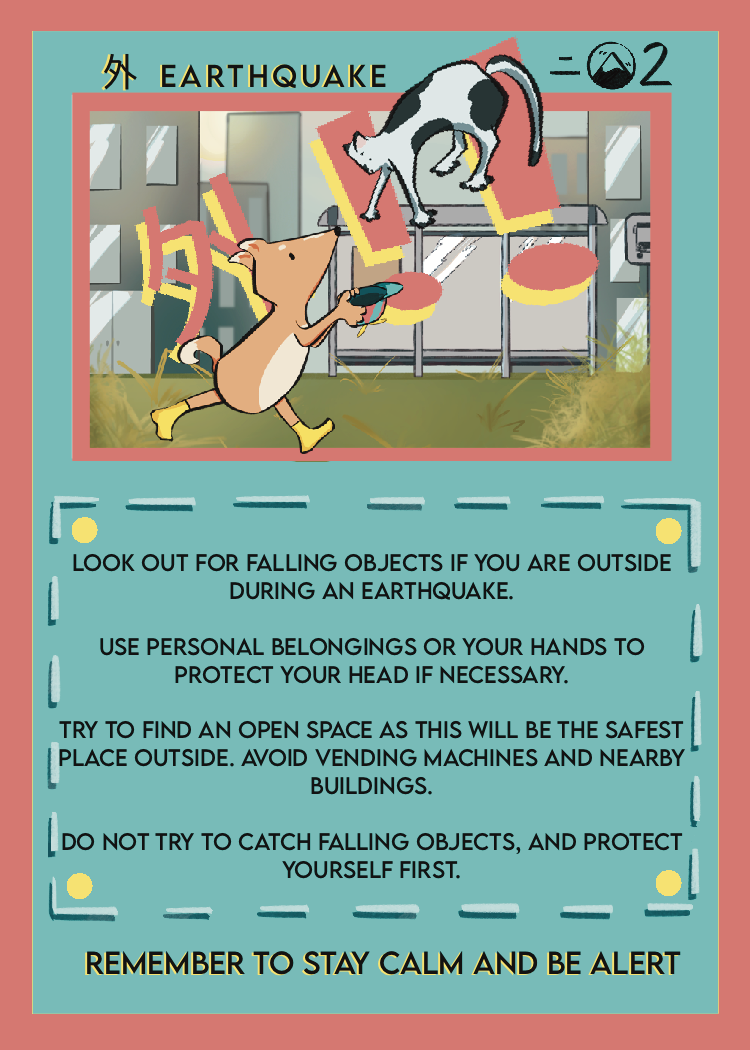 外 EARTHQUAKE
二 2
外!!
LOOK OUT FOR FALLING OBJECTS IF YOU ARE OUTSIDE
DURING AN EARTHQUAKE.
USE PERSONAL BELONGINGS OR YOUR HANDS TO
PROTECT YOUR HEAD IF NECESSARY.
TRY TO FIND AN OPEN SPACE AS THIS WILL BE THE SAFEST
PLACE OUTSIDE. AVOID VENDING MACHINES AND NEARBY
BUILDINGS.
DO NOT TRY TO CATCH FALLING OBJECTS, AND PROTECT
YOURSELF FIRST.
REMEMBER TO STAY CALM AND BE ALERT